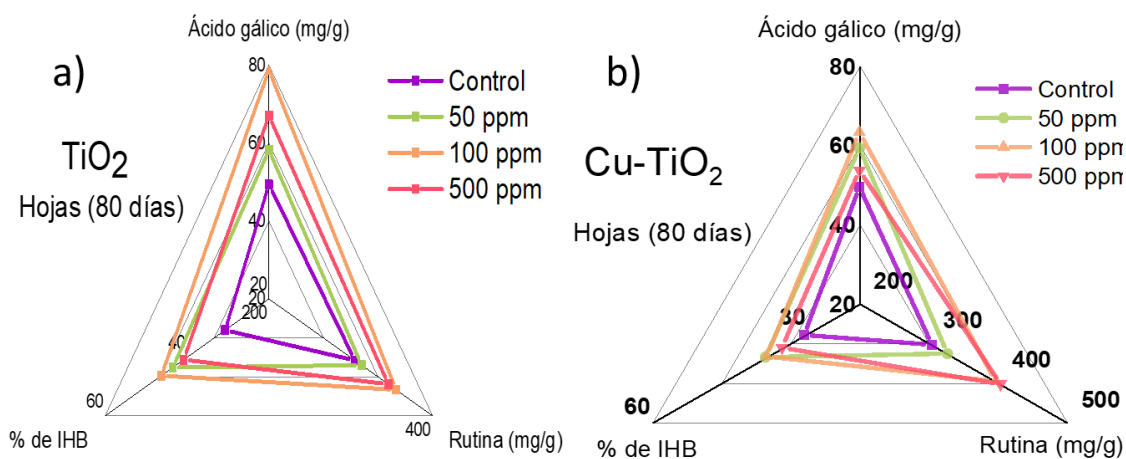 Ácido gálico (mg/g)
a)
80
Control
50 ppm
100 ppm
500 ppm
TiO2
Hojas (80 días)
60
40
20
20
200
40
60
% de IHB
400
Rutina (mg/g)
Ácido gálico (mg/g)
b)
80
Control
50 ppm
100 ppm
500 ppm
Cu-TiO2
Hojas (80 días)
60
40
200
20
30
300
400
500
60
% de IHB
Rutina (mg/g)